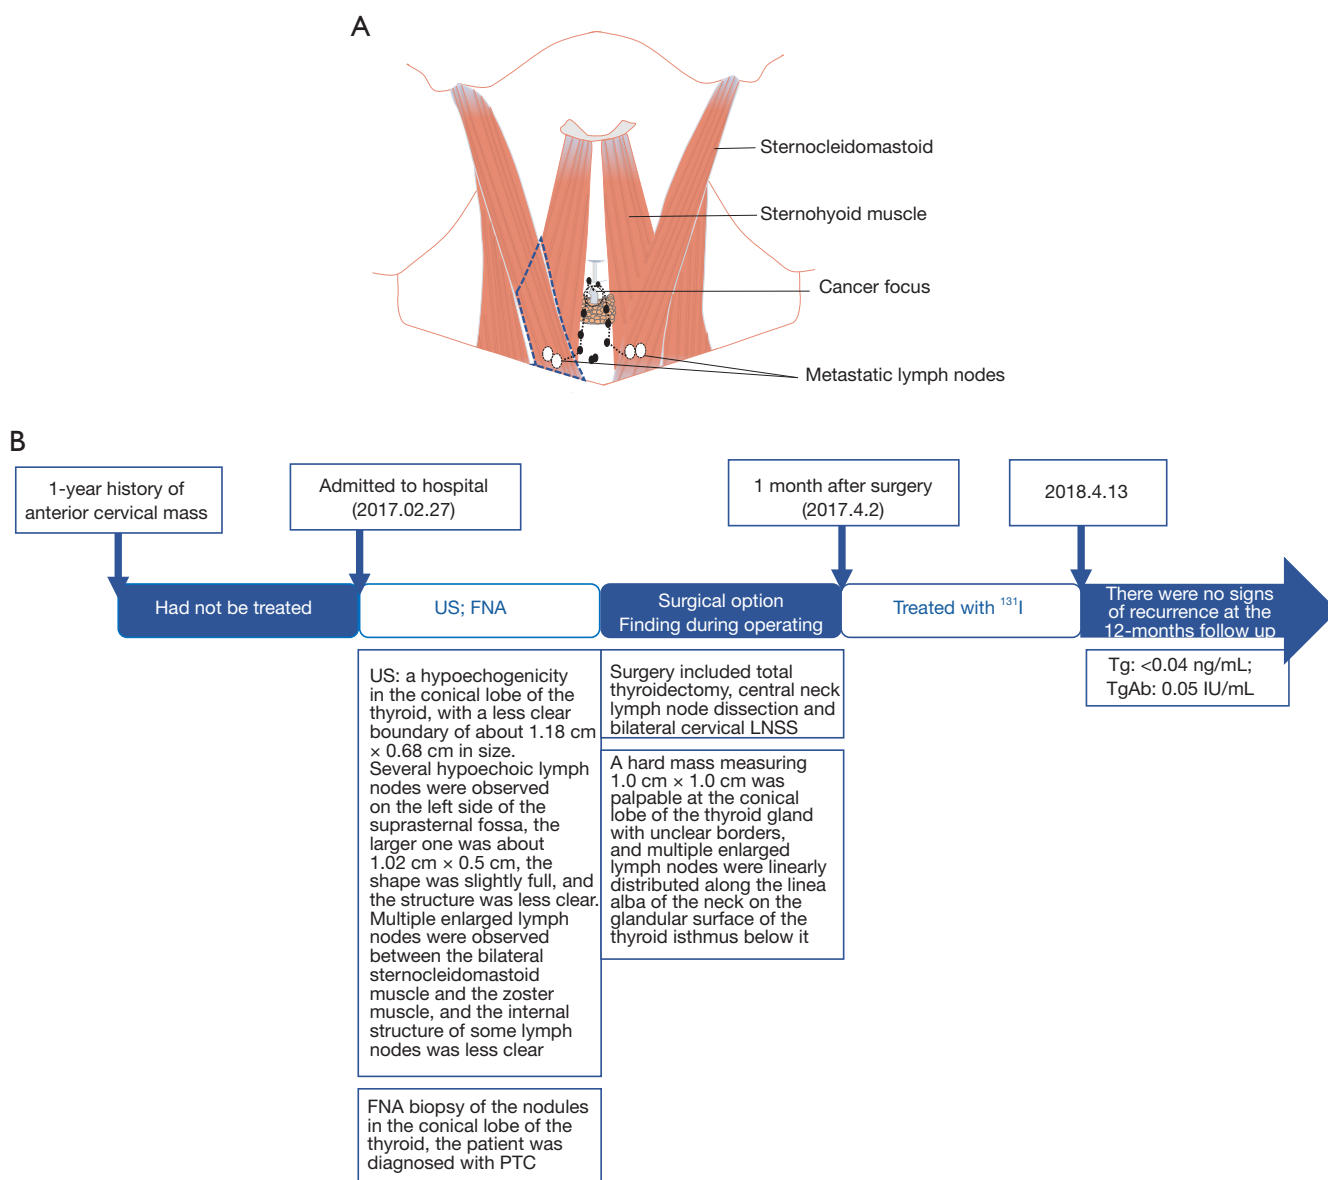 A
Sternocleidomastoid
Sternohyoid muscle
Cancer focus
Metastatic lymph nodes
B
1-year history of
anterior cervical mass
Admitted to hospital
(2017.02.27)
1 month after surgery
(2017.4.2)
2018.4.13
Had not be treated
US; FNA
Surgical option
Finding during operating
Treated with ¹³¹I
There were no signs
of recurrence at the
12-months follow up
US: a hypoechogenicity
in the conical lobe of the
thyroid, with a less clear
boundary of about 1.18 cm
× 0.68 cm in size.
Several hypoechoic lymph
nodes were observed
on the left side of the
suprasternal fossa, the
larger one was about
1.02 cm × 0.5 cm, the
shape was slightly full, and
the structure was less clear.
Multiple enlarged lymph
nodes were observed
between the bilateral
sternocleidomastoid
muscle and the zoster
muscle, and the internal
structure of some lymph
nodes was less clear
FNA biopsy of the nodules
in the conical lobe of the
thyroid, the patient was
diagnosed with PTC
Surgery included total
thyroidectomy, central neck
lymph node dissection and
bilateral cervical LNSS
A hard mass measuring
1.0 cm × 1.0 cm was
palpable at the conical
lobe of the thyroid gland
with unclear borders,
and multiple enlarged
lymph nodes were linearly
distributed along the linea
alba of the neck on the
glandular surface of the
thyroid isthmus below it
Tg: <0.04 ng/mL;
TgAb: 0.05 IU/mL